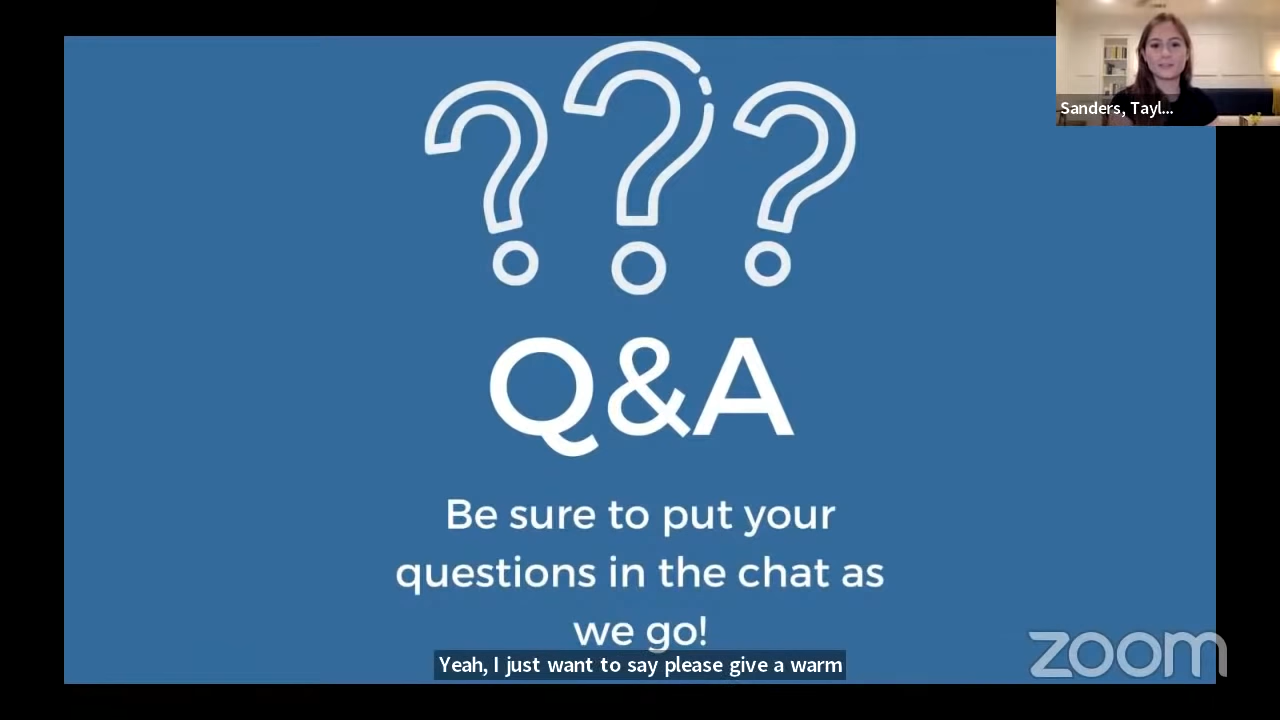 Sanders, Tayl...
? ? ?
Q&A
Be sure to put your
questions in the chat as
we go!
Yeah, I just want to say please give a warm
zoom